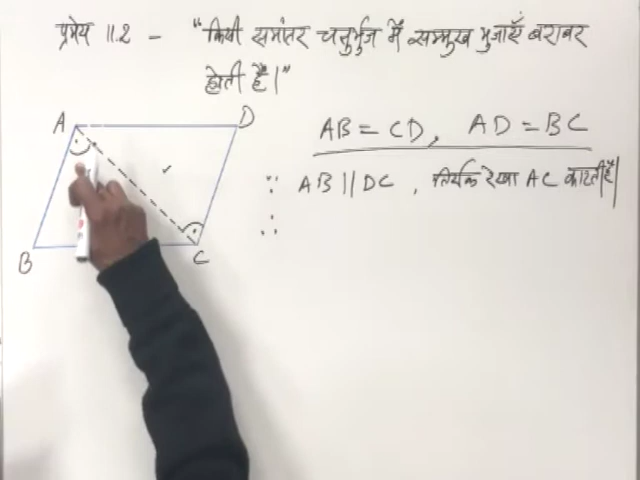 प्रमेय 11.2 - "किसी समांतर चतुर्भुज में सम्मुख भुजाएँ बराबर
होती हैं।"
A D
AB = CD, AD = BC
∵ AB || DC , तिर्यक रेखा AC काटती है।
∴
B C